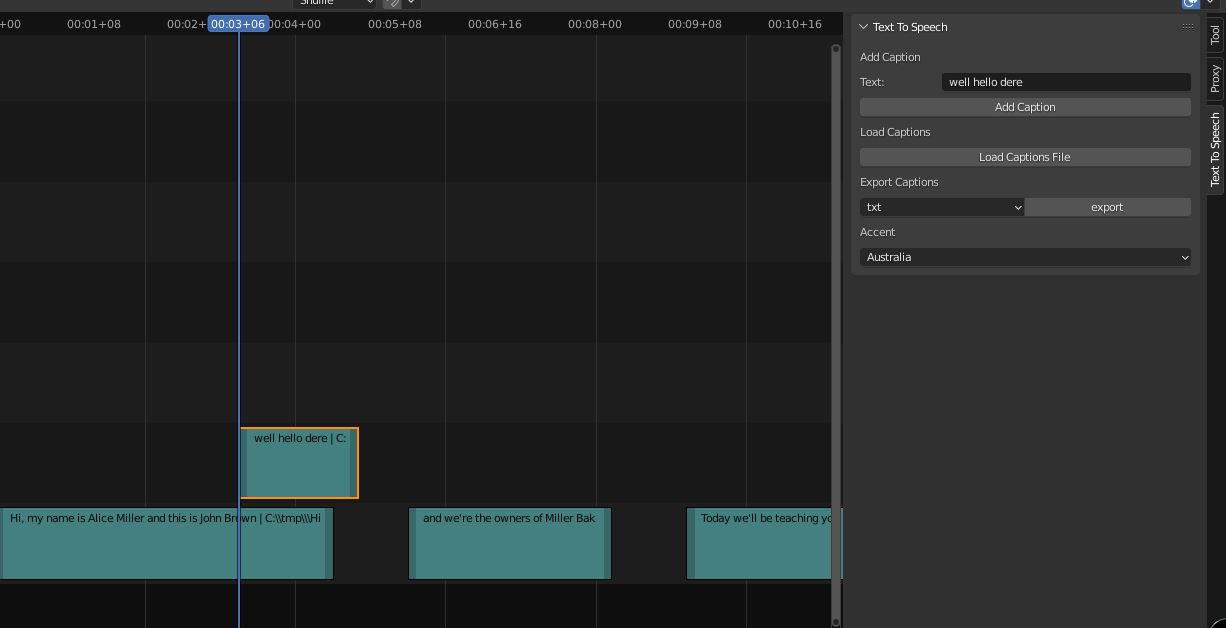 Shuffle
+00 00:01+08 00:02+ 00:03+06 00:04+00 00:05+08 00:06+16 00:08+00 00:09+08 00:10+16
Text To Speech
Add Caption
Text: well hello dere
Add Caption
Load Captions
Load Captions File
Export Captions
txt export
Accent
Australia
Tool
Proxy
Text To Speech
well hello dere | C:
Hi, my name is Alice Miller and this is John Brown | C:\\tmp\\\Hi
and we're the owners of Miller Bak
Today we'll be teaching yo